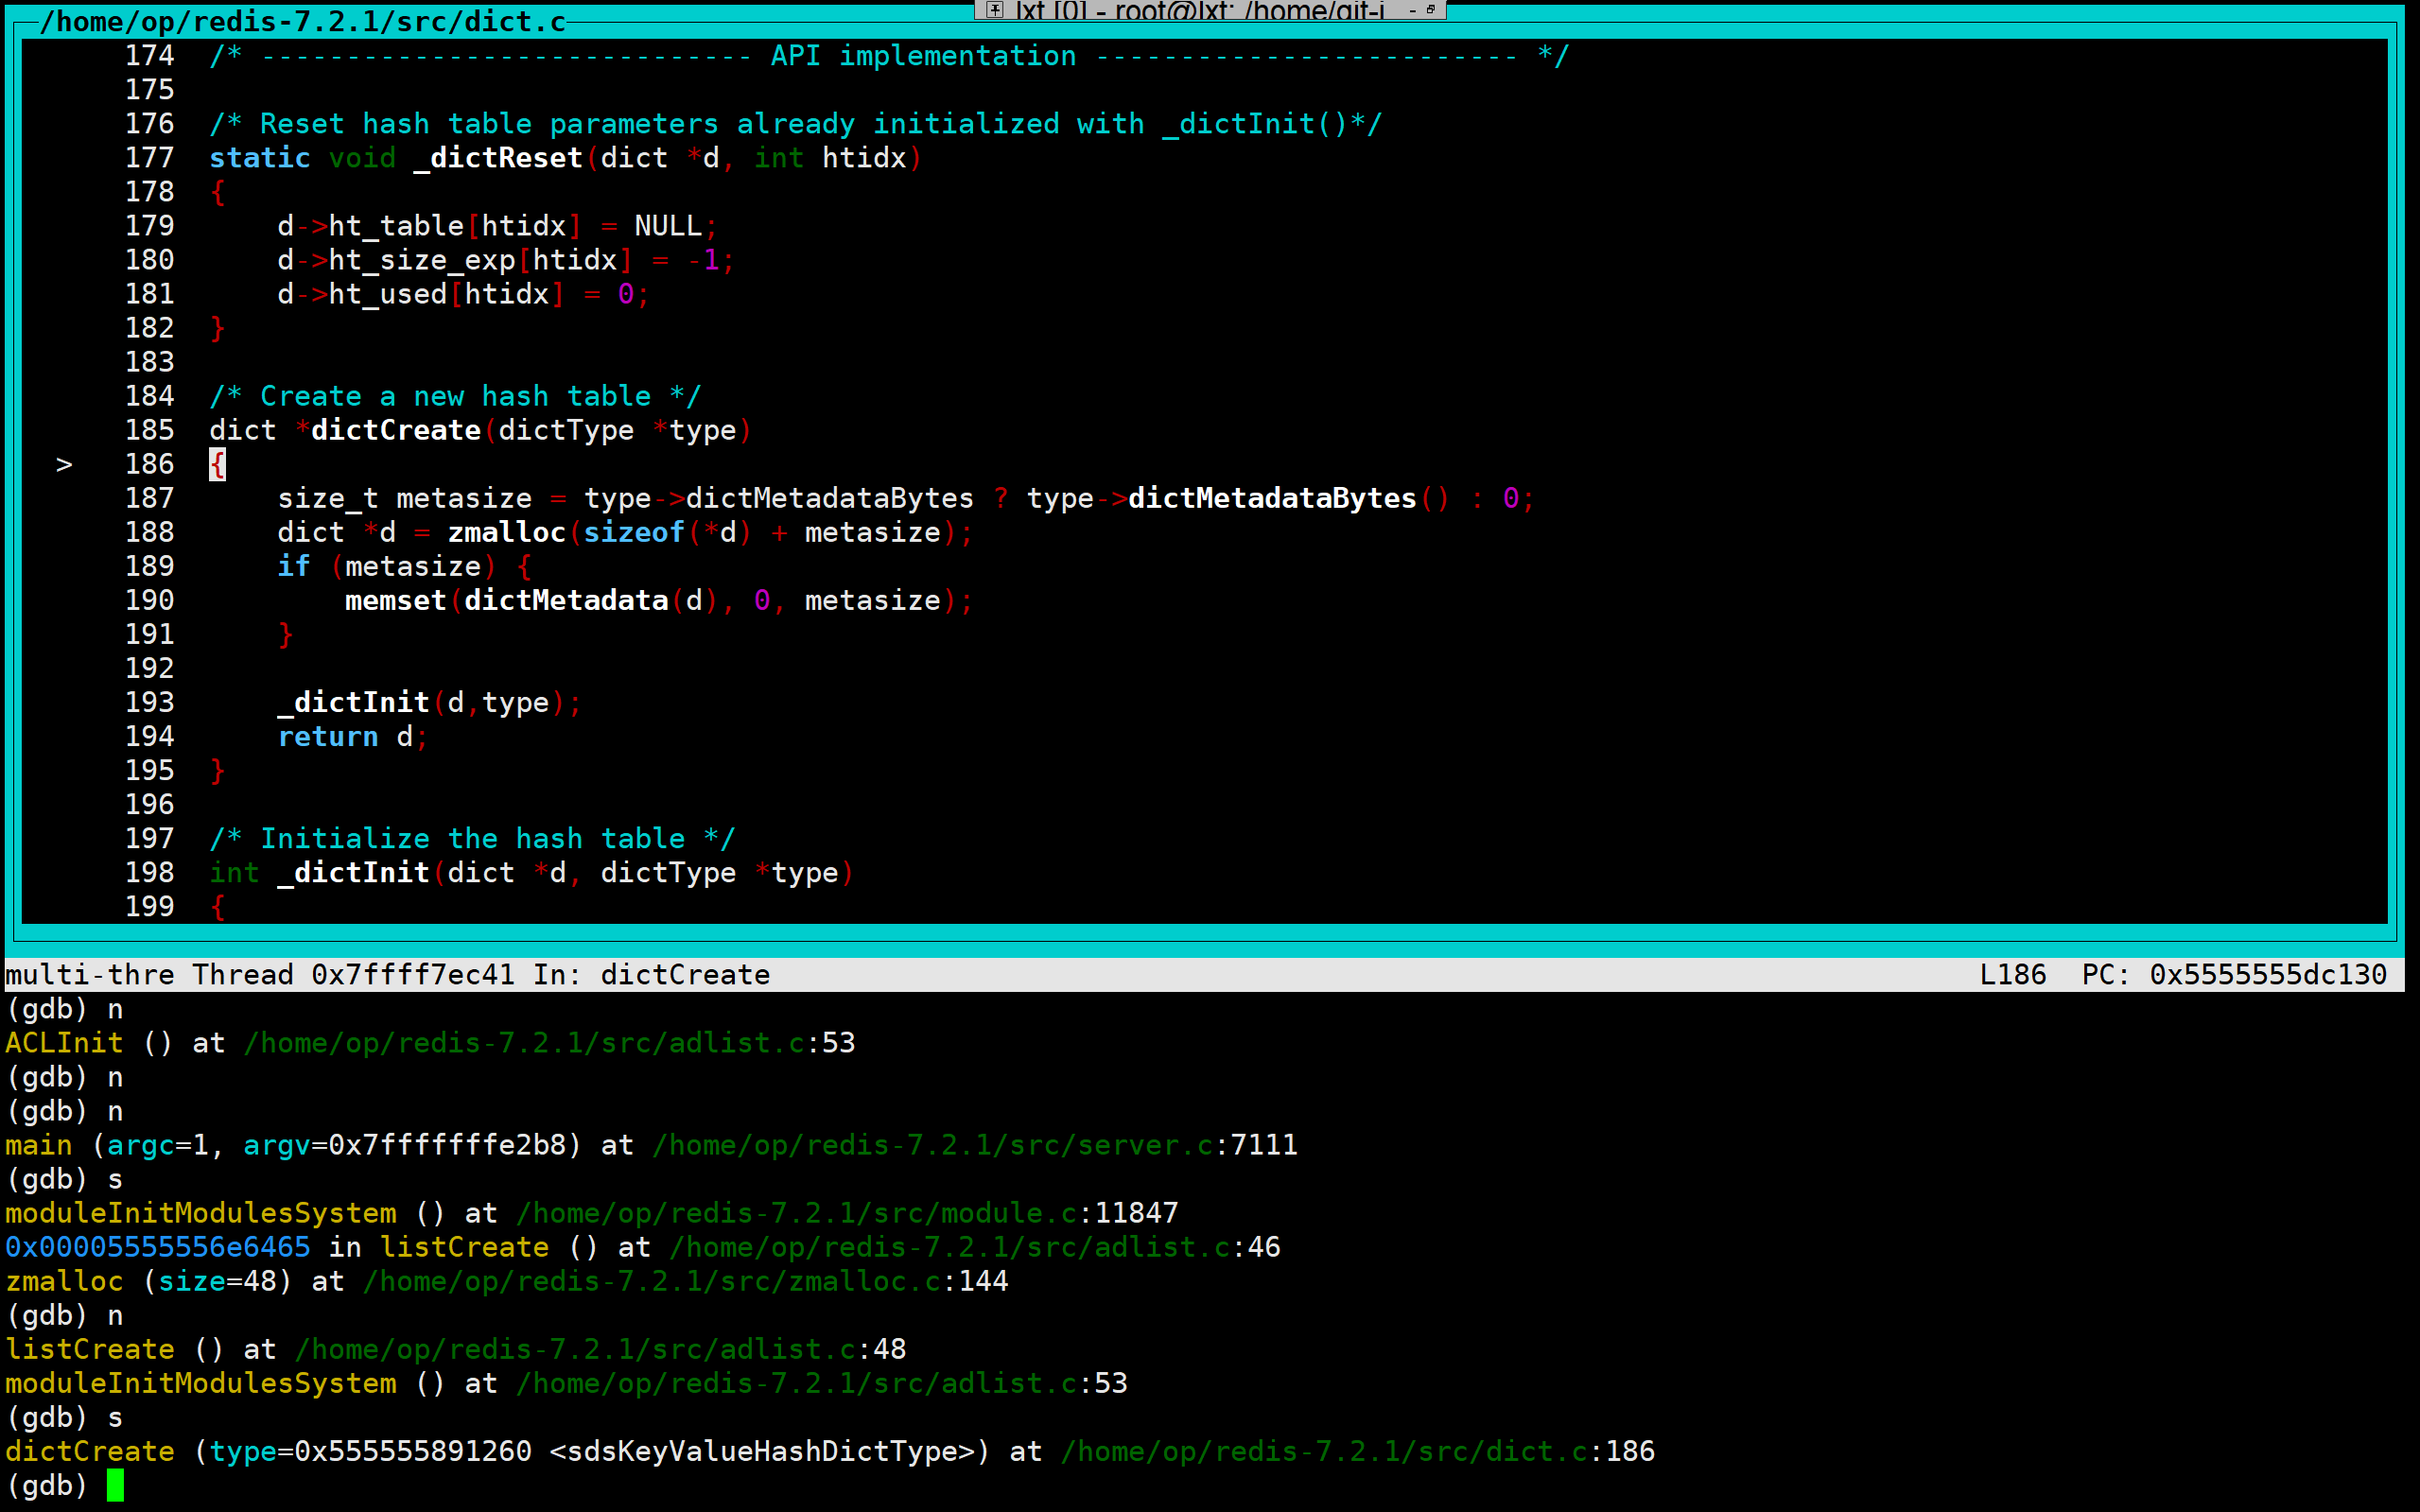 lxt [0] - root@lxt: /home/git-i
/home/op/redis-7.2.1/src/dict.c
174  /* ----------------------------- API implementation ------------------------- */
175
176  /* Reset hash table parameters already initialized with _dictInit()*/
177  static void _dictReset(dict *d, int htidx)
178  {
179      d->ht_table[htidx] = NULL;
180      d->ht_size_exp[htidx] = -1;
181      d->ht_used[htidx] = 0;
182  }
183
184  /* Create a new hash table */
185  dict *dictCreate(dictType *type)
>   186  {
187      size_t metasize = type->dictMetadataBytes ? type->dictMetadataBytes() : 0;
188      dict *d = zmalloc(sizeof(*d) + metasize);
189      if (metasize) {
190          memset(dictMetadata(d), 0, metasize);
191      }
192
193      _dictInit(d,type);
194      return d;
195  }
196
197  /* Initialize the hash table */
198  int _dictInit(dict *d, dictType *type)
199  {
multi-thre Thread 0x7ffff7ec41 In: dictCreate L186  PC: 0x5555555dc130
(gdb) n
ACLInit () at /home/op/redis-7.2.1/src/adlist.c:53
(gdb) n
(gdb) n
main (argc=1, argv=0x7fffffffe2b8) at /home/op/redis-7.2.1/src/server.c:7111
(gdb) s
moduleInitModulesSystem () at /home/op/redis-7.2.1/src/module.c:11847
0x00005555556e6465 in listCreate () at /home/op/redis-7.2.1/src/adlist.c:46
zmalloc (size=48) at /home/op/redis-7.2.1/src/zmalloc.c:144
(gdb) n
listCreate () at /home/op/redis-7.2.1/src/adlist.c:48
moduleInitModulesSystem () at /home/op/redis-7.2.1/src/adlist.c:53
(gdb) s
dictCreate (type=0x555555891260 <sdsKeyValueHashDictType>) at /home/op/redis-7.2.1/src/dict.c:186
(gdb)